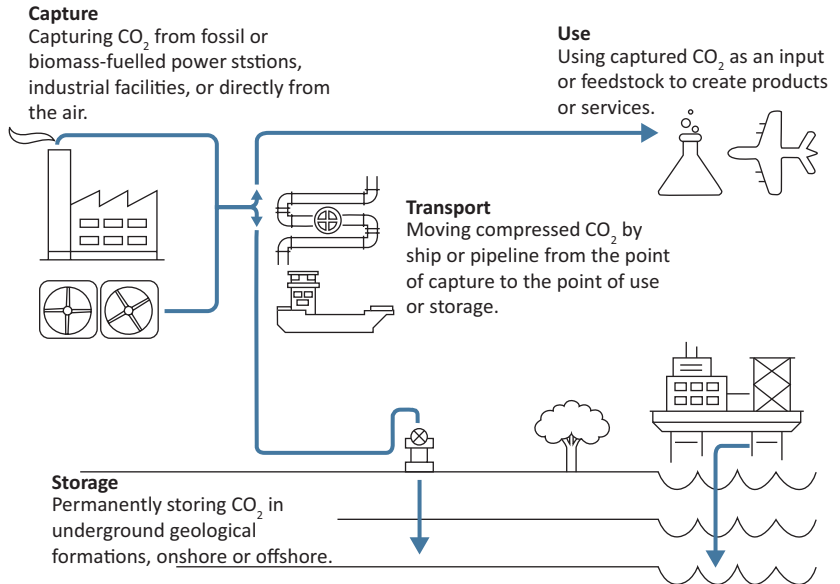 Capture
Capturing CO2 from fossil or
biomass-fuelled power ststions,
industrial facilities, or directly from
the air.
Use
Using captured CO2 as an input
or feedstock to create products
or services.
Transport
Moving compressed CO2 by
ship or pipeline from the point
of capture to the point of use
or storage.
Storage
Permanently storing CO2 in
underground geological
formations, onshore or offshore.